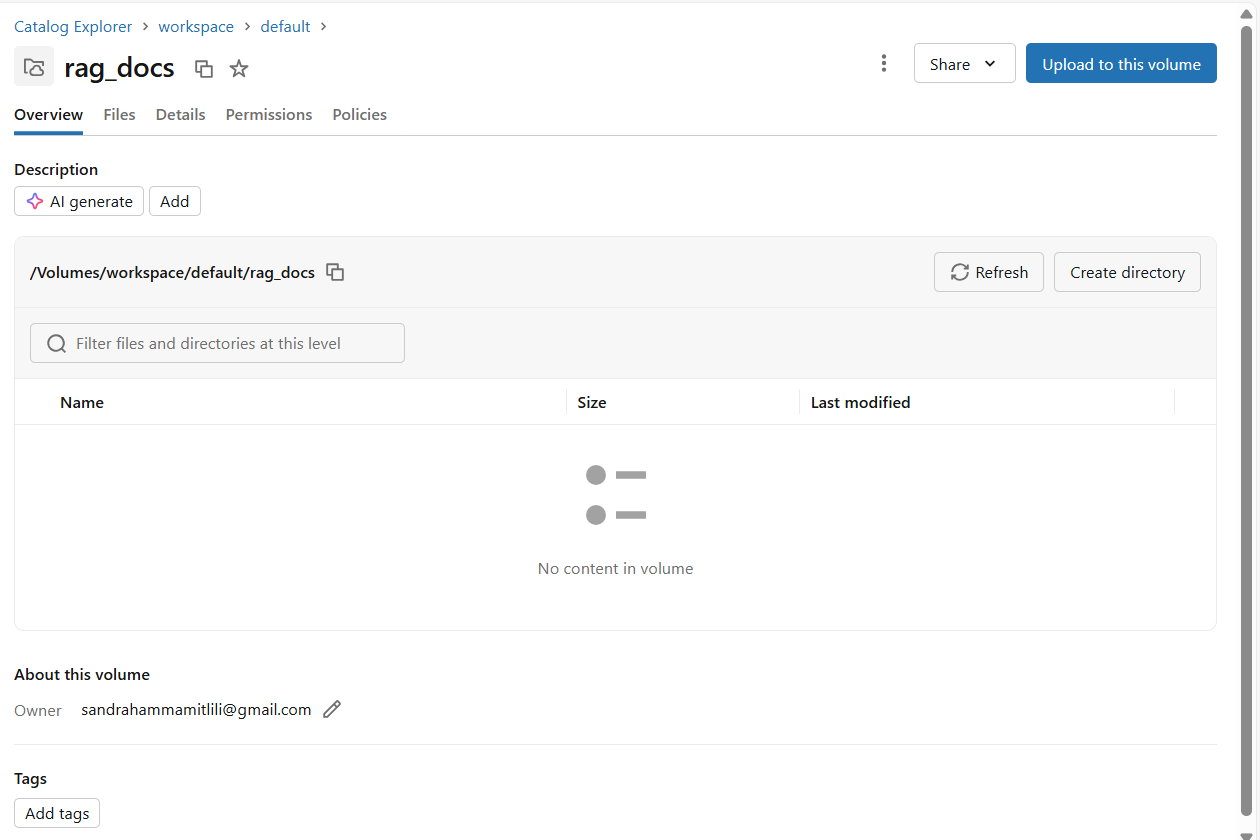 Catalog Explorer > workspace > default >
rag_docs
Share
Upload to this volume
Overview Files Details Permissions Policies
Description
AI generate Add
/Volumes/workspace/default/rag_docs
Refresh Create directory
Filter files and directories at this level
Name Size Last modified
No content in volume
About this volume
Owner sandrahammamitlili@gmail.com
Tags
Add tags